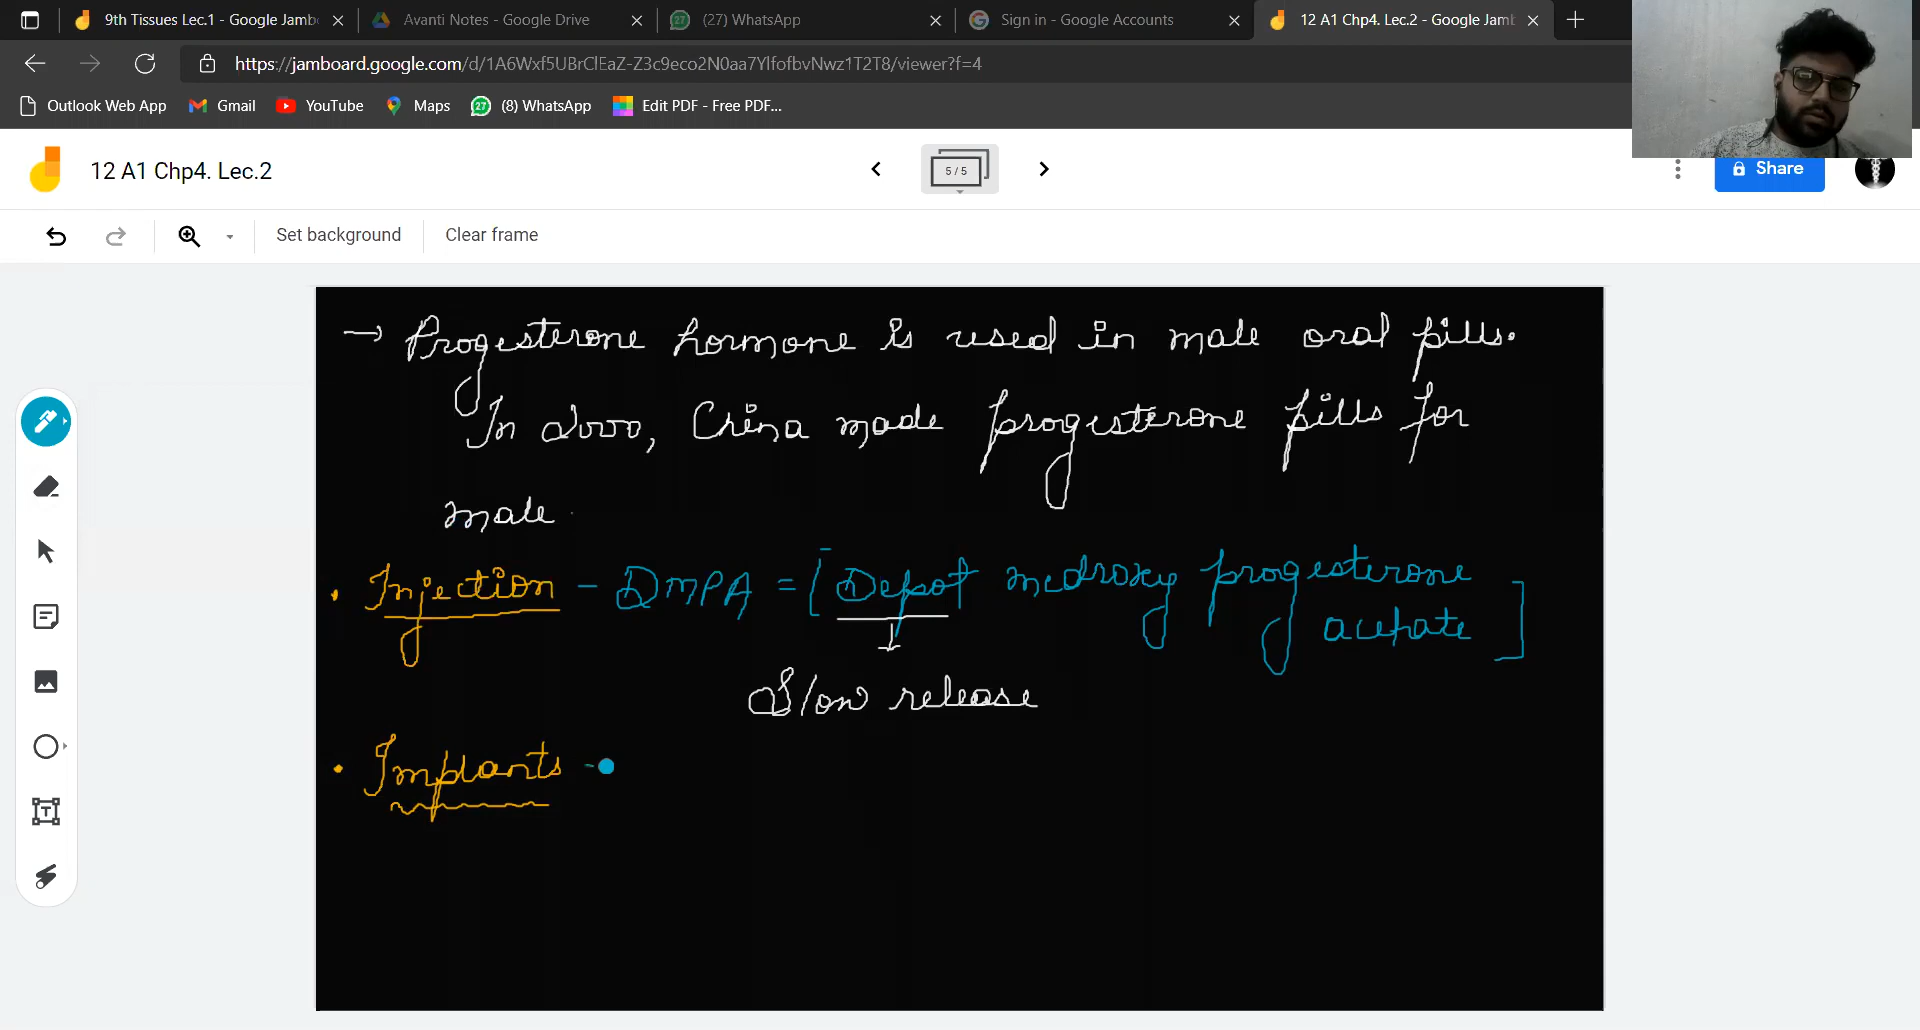 9th Tissues Lec.1 - Google Jamb
Avanti Notes - Google Drive
(27) WhatsApp
Sign in - Google Accounts
12 A1 Chp4. Lec.2 - Google Jamb
https://jamboard.google.com/d/1A6Wxf5UBrClEaZ-Z3c9eco2N0aa7YlfofbvNwz1T2T8/viewer?f=4
Outlook Web App
Gmail
YouTube
Maps
27
(8) WhatsApp
Edit PDF - Free PDF...
12 A1 Chp4. Lec.2
5 / 5
Share
Set background
Clear frame
→ Progesterone hormone is used in male oral pills.
In 2000, China made progesterone pills for
male
• Injection - DMPA = [Depot medroxy progesterone
acetate]
↓
Slow release
• Implants -